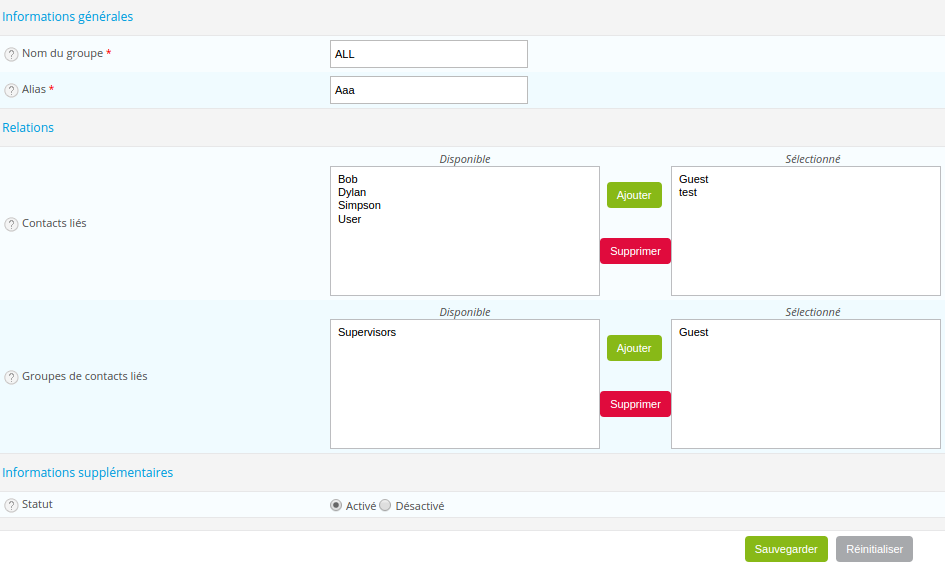 Informations générales
? Nom du groupe *
ALL
? Alias *
Aaa
Relations
Disponible
Sélectionné
? Contacts liés
Bob
Dylan
Simpson
User
Ajouter
Supprimer
Guest
test
Disponible
Sélectionné
? Groupes de contacts liés
Supervisors
Ajouter
Supprimer
Guest
Informations supplémentaires
? Statut
Activé Désactivé
Sauvegarder Réinitialiser